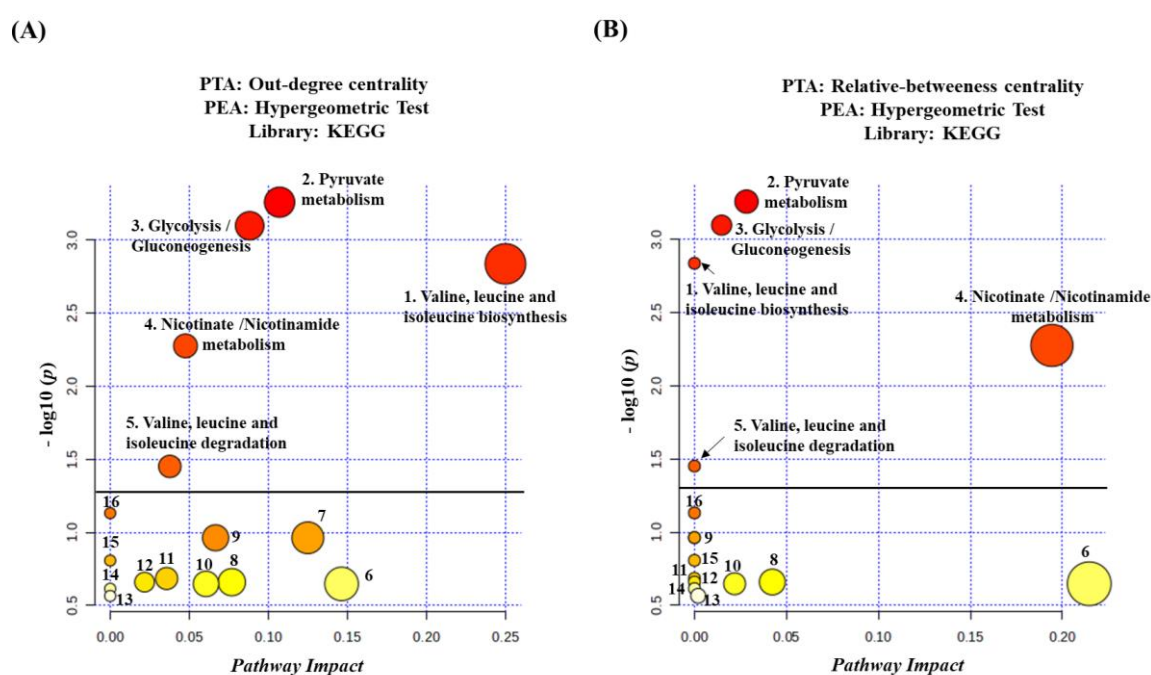 (A)
PTA: Out-degree centrality
PEA: Hypergeometric Test
Library: KEGG
2. Pyruvate
metabolism
3. Glycolysis /
Gluconeogenesis
1. Valine, leucine and
isoleucine biosynthesis
4. Nicotinate /Nicotinamide
metabolism
5. Valine, leucine and
isoleucine degradation
16
15
14
13
12
11
10
9
8
7
6
3.0
2.5
2.0
1.5
1.0
0.5
- log10 (p)
0.00 0.05 0.10 0.15 0.20 0.25
Pathway Impact
(B)
PTA: Relative-betweeness centrality
PEA: Hypergeometric Test
Library: KEGG
2. Pyruvate
metabolism
3. Glycolysis /
Gluconeogenesis
1. Valine, leucine and
isoleucine biosynthesis
4. Nicotinate /Nicotinamide
metabolism
5. Valine, leucine and
isoleucine degradation
16
9
15
11
12
14
13
10
8
6
3.0
2.5
2.0
1.5
1.0
0.5
- log10 (p)
0.00 0.05 0.10 0.15 0.20
Pathway Impact